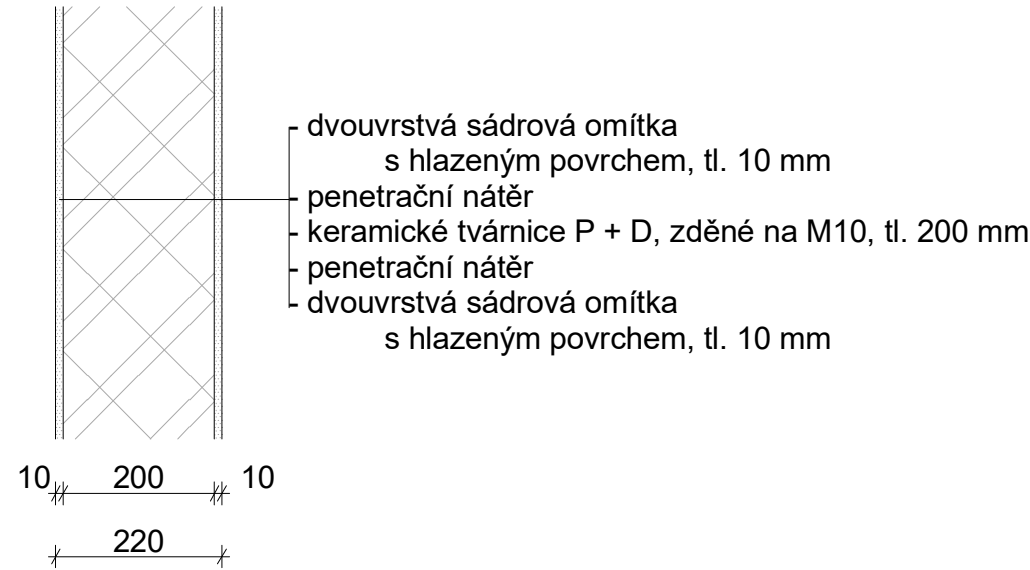 - dvouvrstvá sádrová omítka
s hlazeným povrchem, tl. 10 mm
- penetrační nátěr
- keramické tvárnice P + D, zděné na M10, tl. 200 mm
- penetrační nátěr
- dvouvrstvá sádrová omítka
s hlazeným povrchem, tl. 10 mm
10 200 10
220